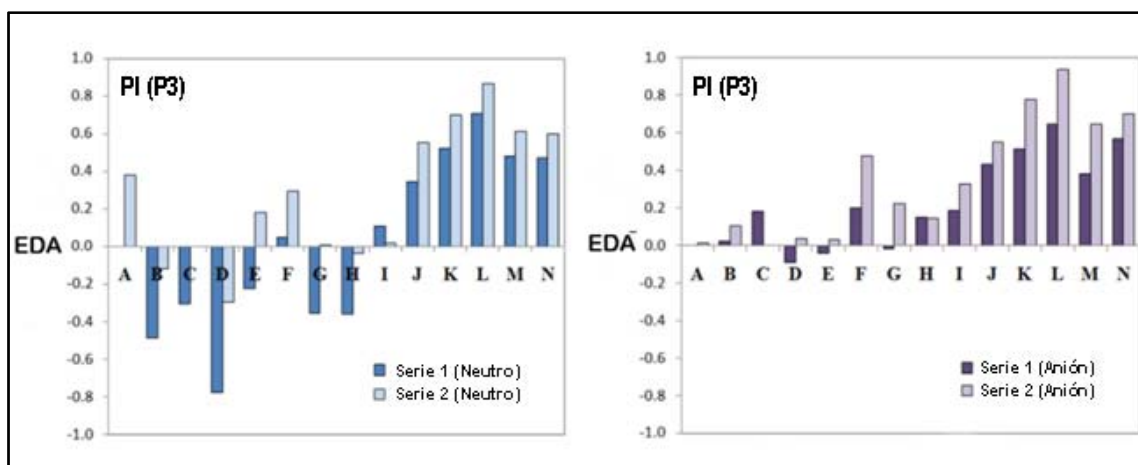 PI (P3)
1.0
0.8
0.6
0.4
0.2
0.0
-0.2
-0.4
-0.6
-0.8
-1.0
EDA
A B C D E F G H I J K L M N
Serie 1 (Neutro)
Serie 2 (Neutro)
PI (P3)
1.0
0.8
0.6
0.4
0.2
0.0
-0.2
-0.4
-0.6
-0.8
-1.0
EDA⁻
A B C D E F G H I J K L M N
Serie 1 (Anión)
Serie 2 (Anión)